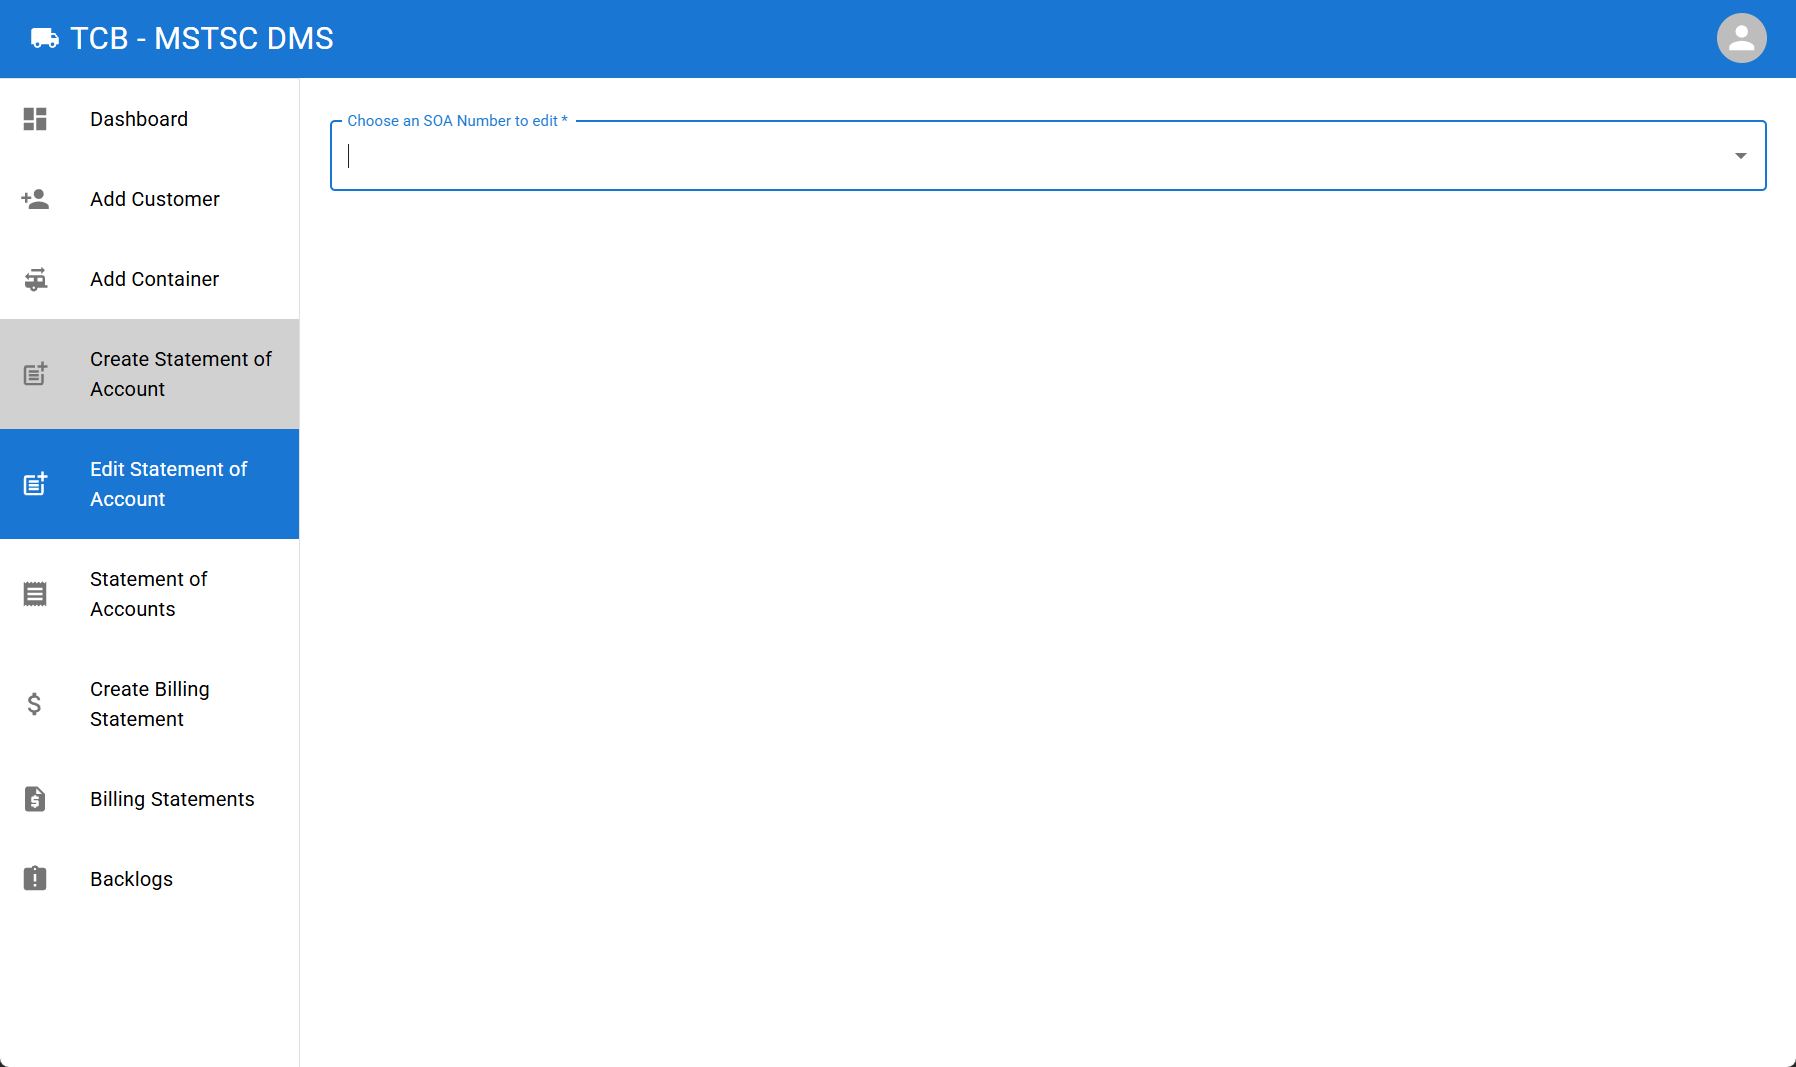 TCB - MSTSC DMS
Dashboard
Add Customer
Add Container
Create Statement of
Account
Edit Statement of
Account
Statement of
Accounts
Create Billing
Statement
Billing Statements
Backlogs
Choose an SOA Number to edit *